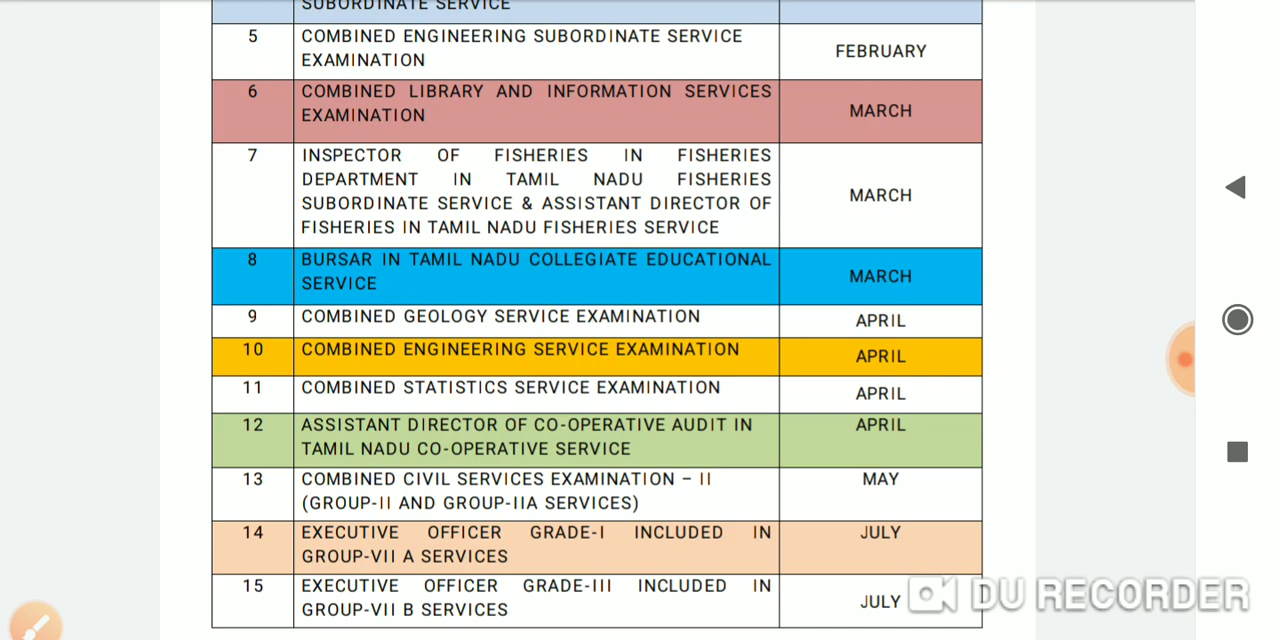 SUBORDINATE SERVICE
5 COMBINED ENGINEERING SUBORDINATE SERVICE
EXAMINATION
FEBRUARY
6 COMBINED LIBRARY AND INFORMATION SERVICES
EXAMINATION
MARCH
7 INSPECTOR OF FISHERIES IN FISHERIES
DEPARTMENT IN TAMIL NADU FISHERIES
SUBORDINATE SERVICE & ASSISTANT DIRECTOR OF
FISHERIES IN TAMIL NADU FISHERIES SERVICE
MARCH
8 BURSAR IN TAMIL NADU COLLEGIATE EDUCATIONAL
SERVICE
MARCH
9 COMBINED GEOLOGY SERVICE EXAMINATION APRIL
10 COMBINED ENGINEERING SERVICE EXAMINATION APRIL
11 COMBINED STATISTICS SERVICE EXAMINATION APRIL
12 ASSISTANT DIRECTOR OF CO-OPERATIVE AUDIT IN APRIL
TAMIL NADU CO-OPERATIVE SERVICE
13 COMBINED CIVIL SERVICES EXAMINATION – II MAY
(GROUP-II AND GROUP-IIA SERVICES)
14 EXECUTIVE OFFICER GRADE-I INCLUDED IN JULY
GROUP-VII A SERVICES
15 EXECUTIVE OFFICER GRADE-III INCLUDED IN
GROUP-VII B SERVICES JULY
DU RECORDER